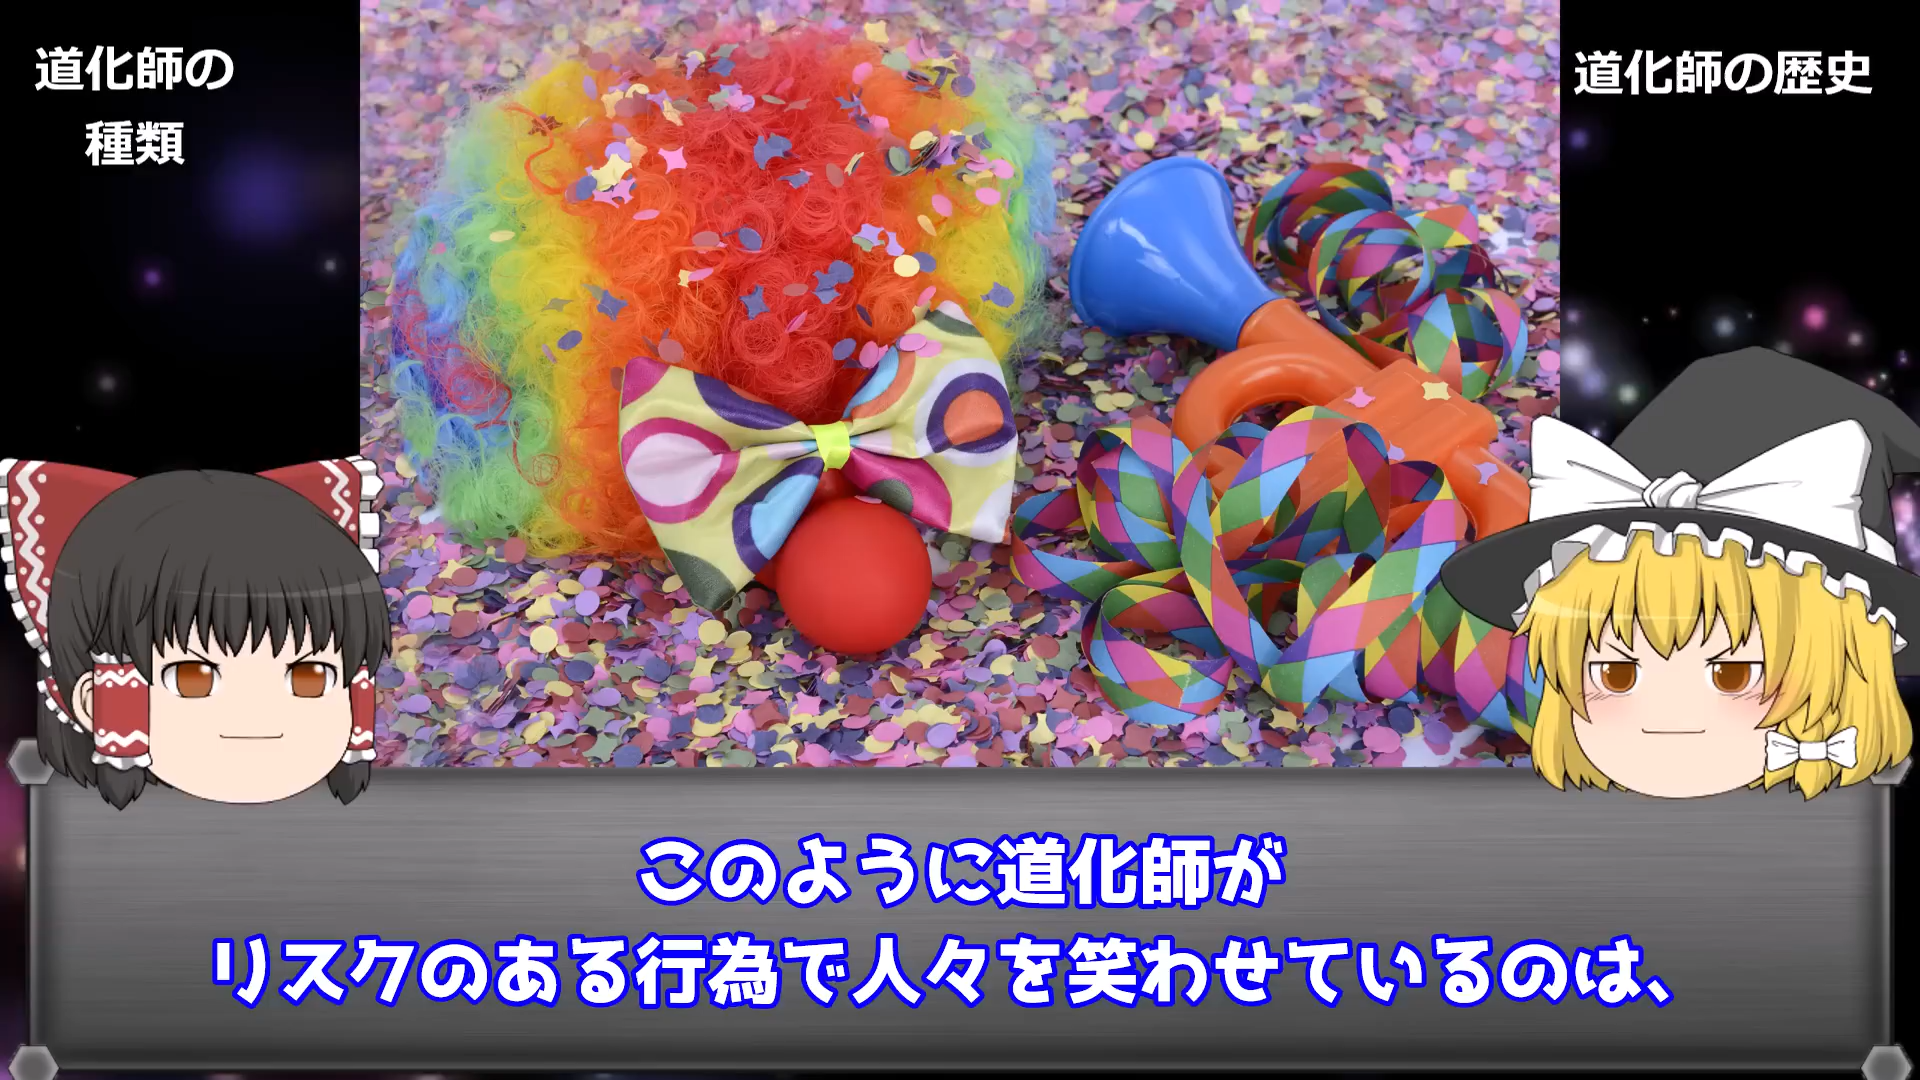 道化師の
種類
道化師の歴史
このように道化師が
リスクのある行為で人々を笑わせているのは、